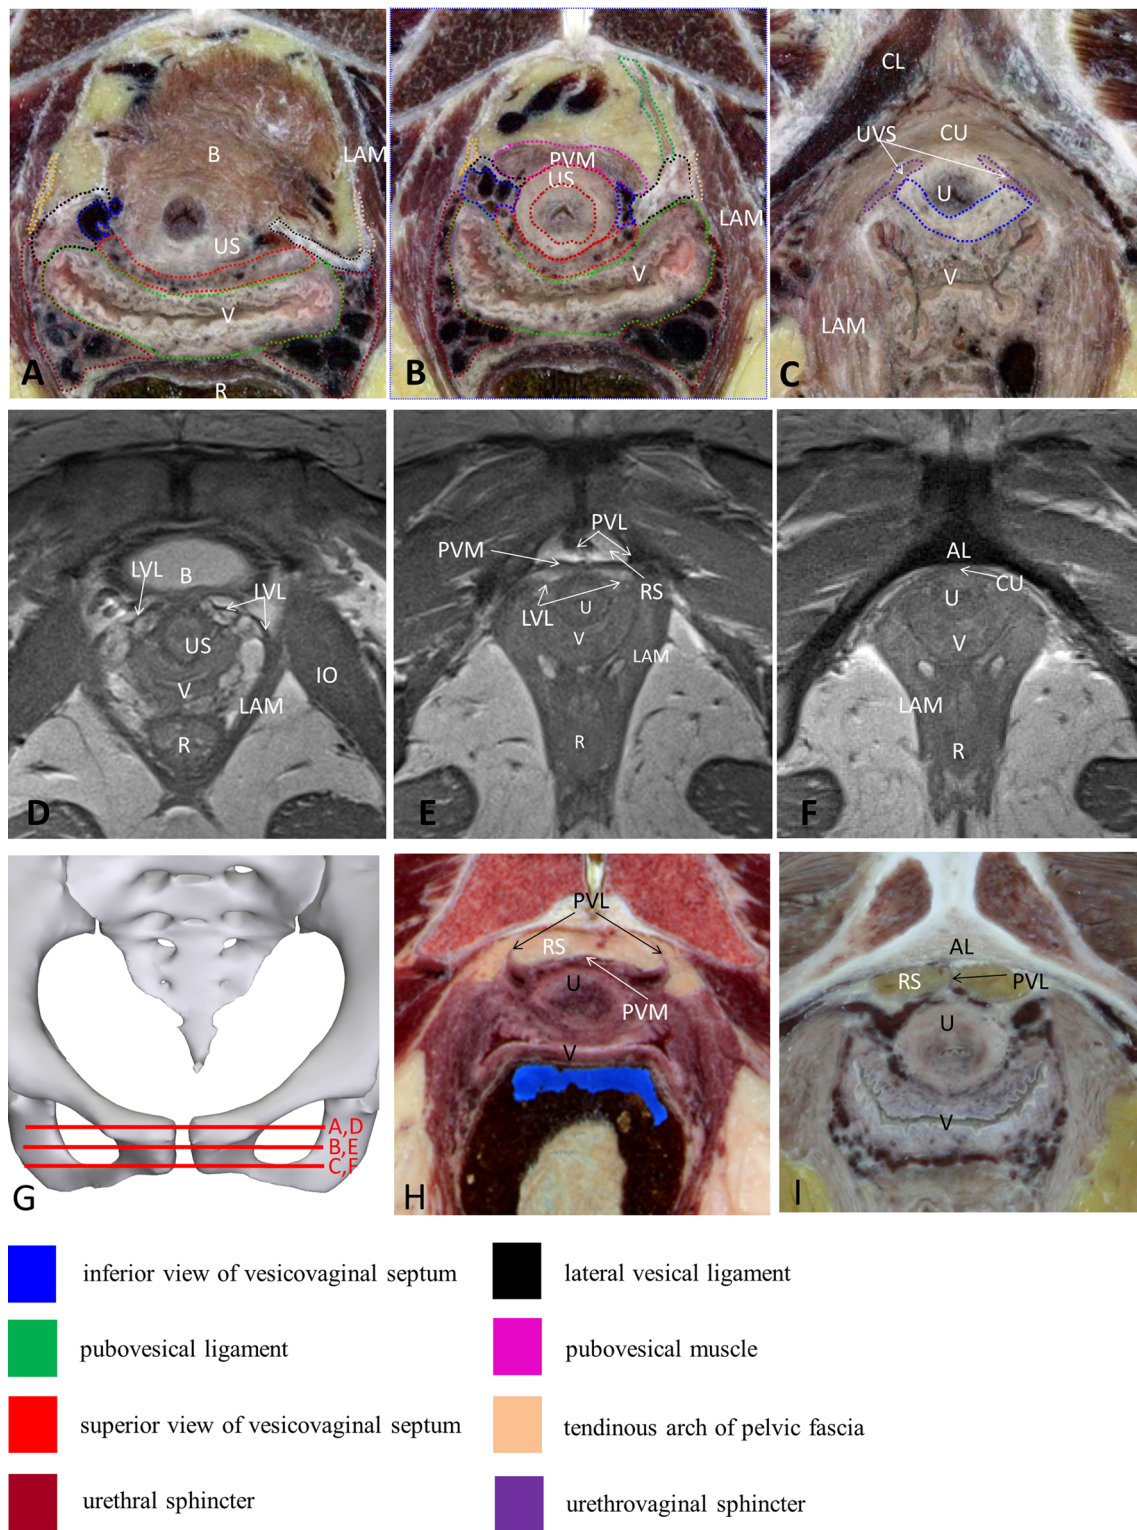 B
LAM
US
V
R
A
PVM
US
LAM
V
B
CL
CU
UVS
U
V
LAM
C
LVL
B
LVL
US
IO
V
LAM
R
D
PVL
PVM
LVL
RS
U
V
LAM
R
E
AL
CU
U
V
LAM
R
F
A,D
B,E
C,F
G
PVL
RS
U
PVM
V
H
AL
RS
PVL
U
V
I
inferior view of vesicovaginal septum
lateral vesical ligament
pubovesical ligament
pubovesical muscle
superior view of vesicovaginal septum
tendinous arch of pelvic fascia
urethral sphincter
urethrovaginal sphincter